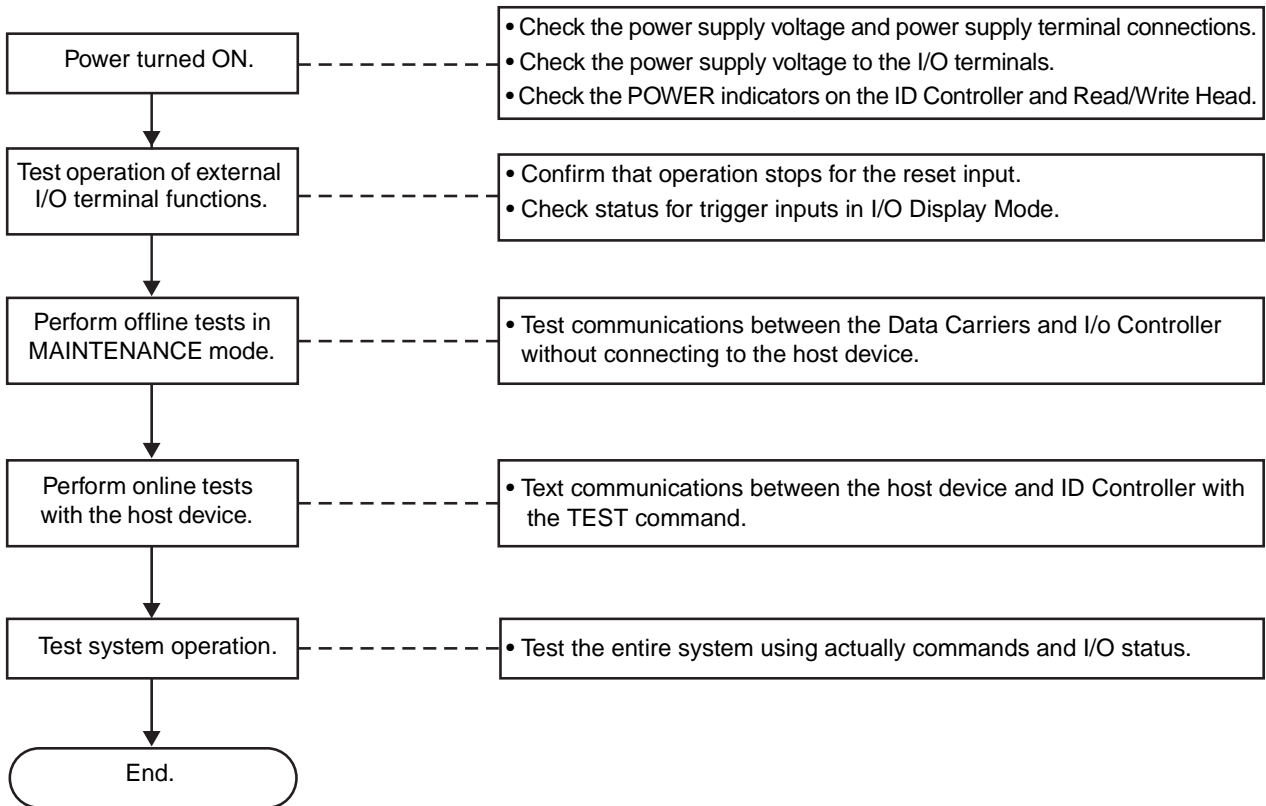 Power turned ON.
• Check the power supply voltage and power supply terminal connections.
• Check the power supply voltage to the I/O terminals.
• Check the POWER indicators on the ID Controller and Read/Write Head.
Test operation of external
I/O terminal functions.
• Confirm that operation stops for the reset input.
• Check status for trigger inputs in I/O Display Mode.
Perform offline tests in
MAINTENANCE mode.
• Test communications between the Data Carriers and I/o Controller
without connecting to the host device.
Perform online tests
with the host device.
• Text communications between the host device and ID Controller with
the TEST command.
Test system operation.
• Test the entire system using actually commands and I/O status.
End.